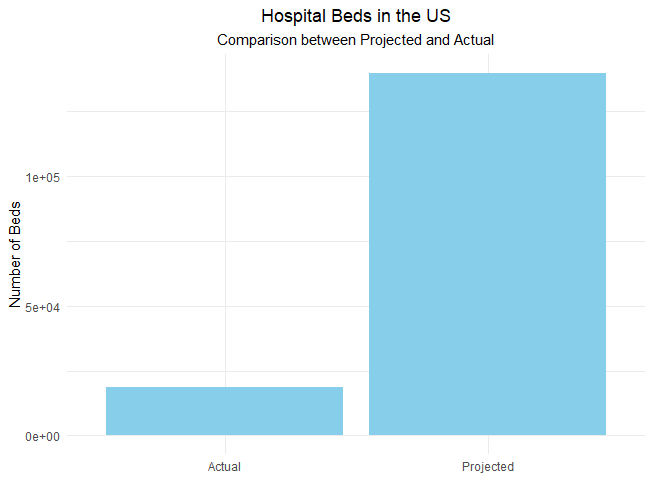 Hospital Beds in the US
Comparison between Projected and Actual
Number of Beds
1e+05
5e+04
0e+00
Actual
Projected